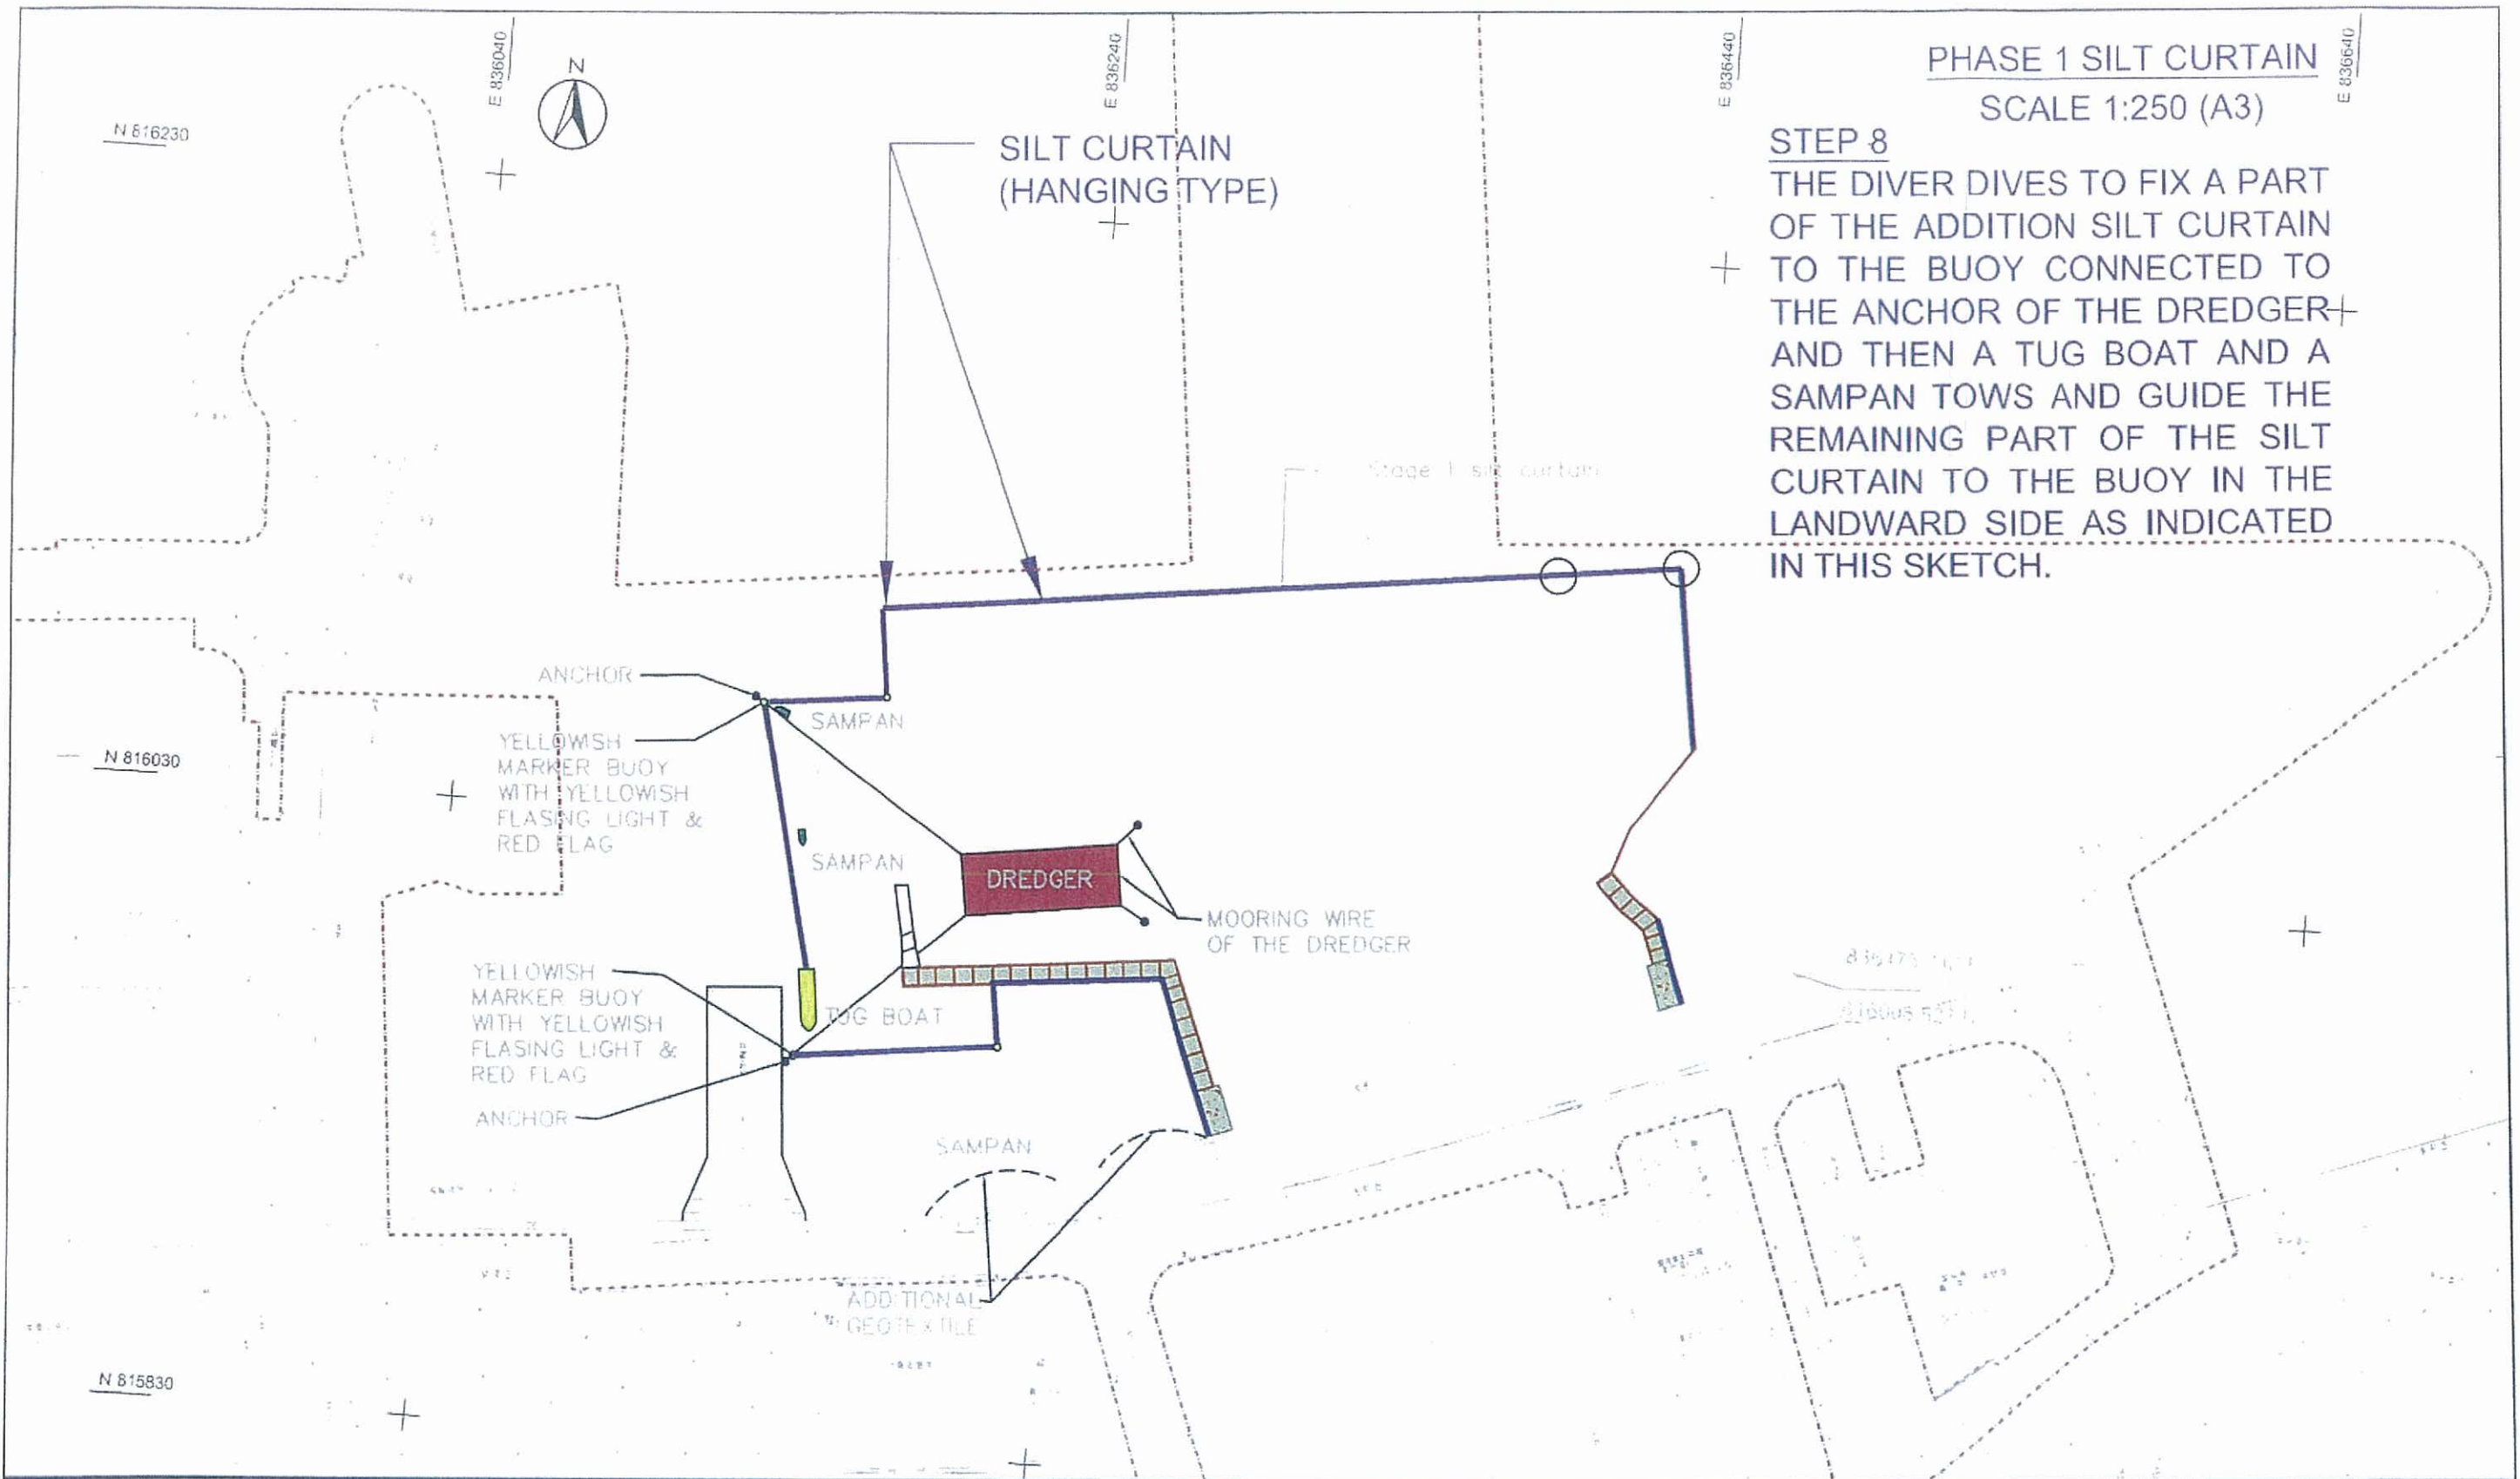 E 836040
E 836240
E 836440
E 836640
PHASE 1 SILT CURTAIN
SCALE 1:250 (A3)
STEP 8
THE DIVER DIVES TO FIX A PART
OF THE ADDITION SILT CURTAIN
TO THE BUOY CONNECTED TO
THE ANCHOR OF THE DREDGER
AND THEN A TUG BOAT AND A
SAMPAN TOWS AND GUIDE THE
REMAINING PART OF THE SILT
CURTAIN TO THE BUOY IN THE
LANDWARD SIDE AS INDICATED
IN THIS SKETCH.
N
N 816230
SILT CURTAIN
(HANGING TYPE)
Stage 1 silt curtain
ANCHOR
SAMPAN
YELLOWISH
MARKER BUOY
WITH YELLOWISH
FLASING LIGHT &
RED FLAG
N 816030
SAMPAN
DREDGER
MOORING WIRE
OF THE DREDGER
YELLOWISH
MARKER BUOY
WITH YELLOWISH
FLASING LIGHT &
RED FLAG
TUG BOAT
ANCHOR
SAMPAN
ADDITIONAL
GEOTEXTILE
N 815830